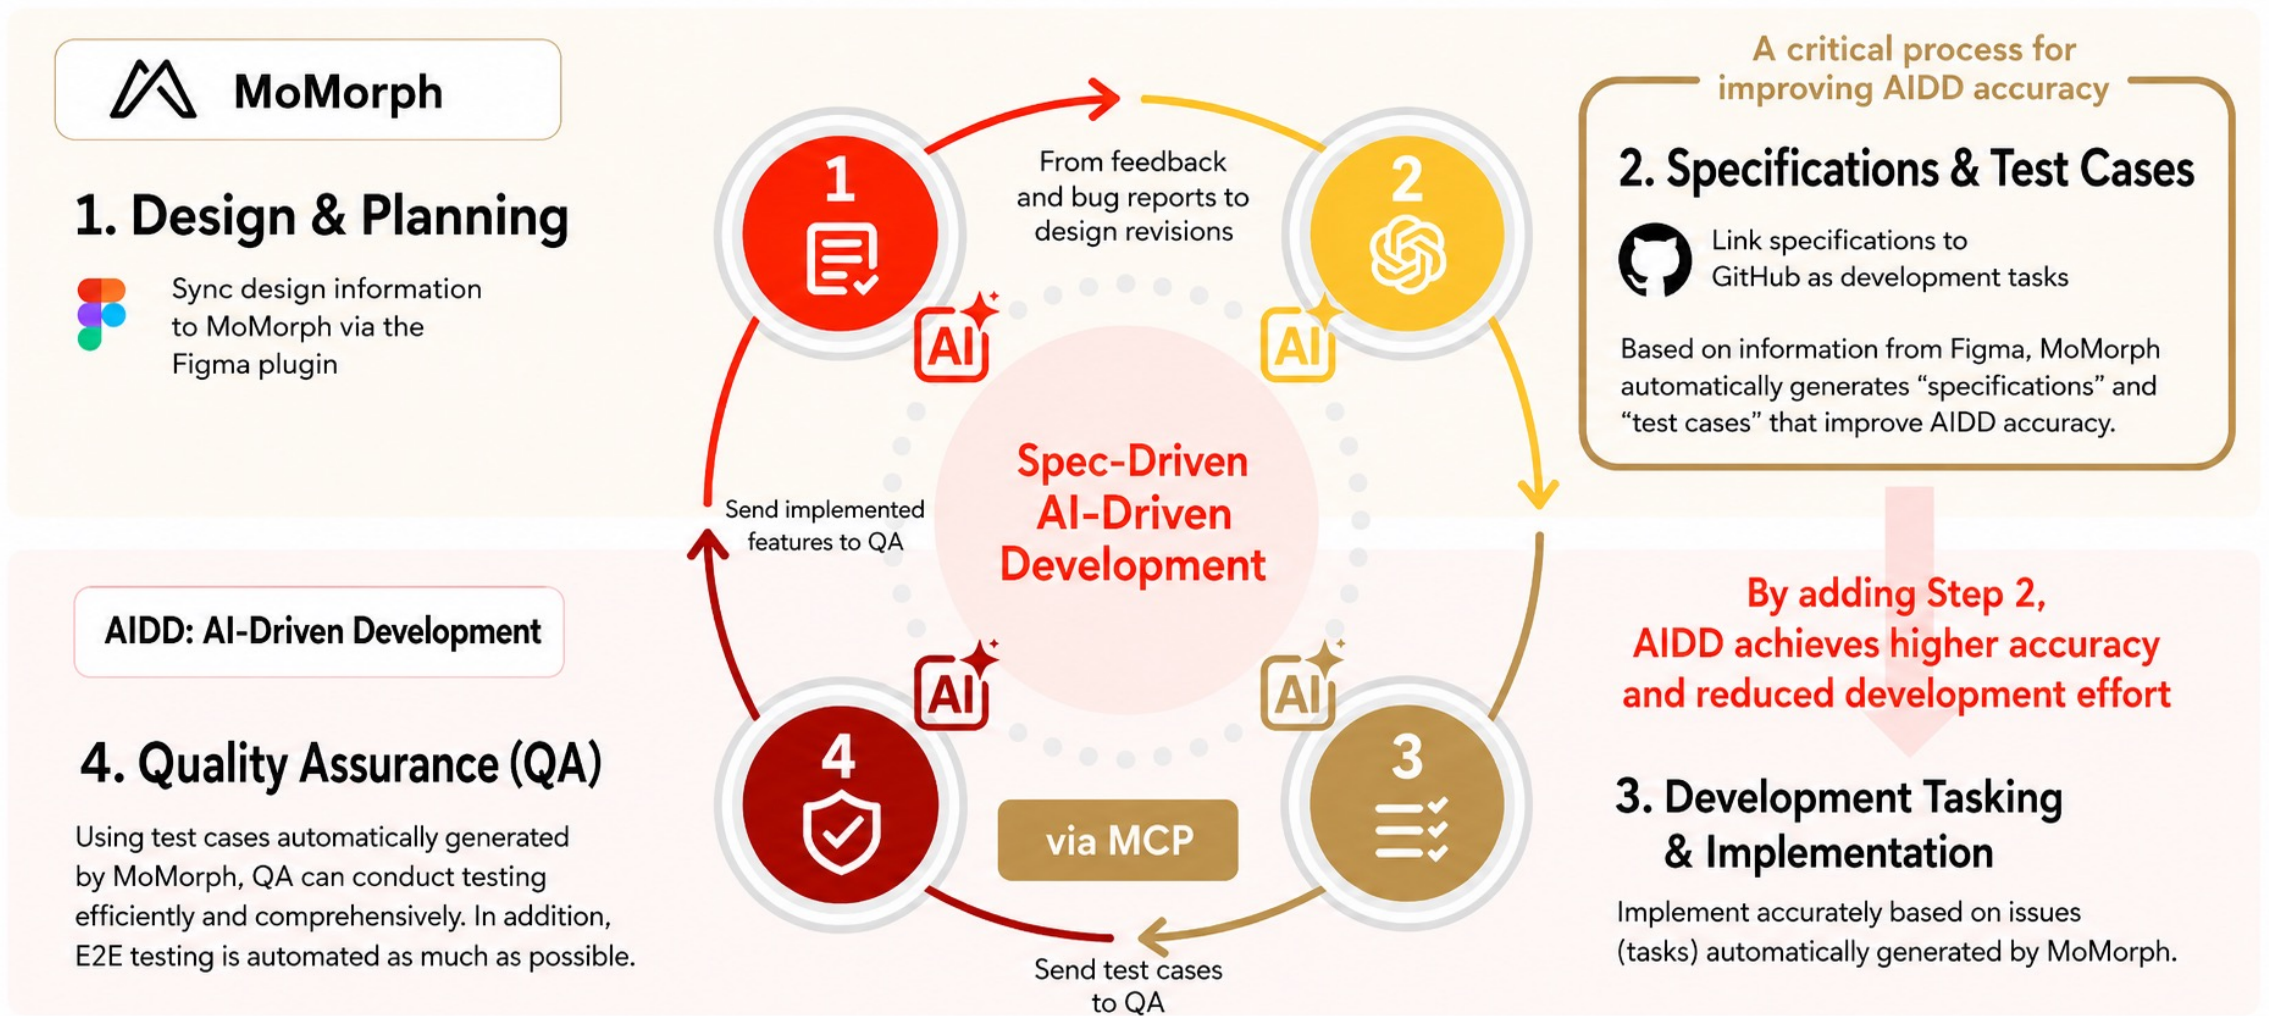 MoMorph
1. Design & Planning
Sync design information
to MoMorph via the
Figma plugin
1
From feedback
and bug reports to
design revisions
2
AI
AI
A critical process for
improving AIDD accuracy
2. Specifications & Test Cases
Link specifications to
GitHub as development tasks
Based on information from Figma, MoMorph
automatically generates “specifications” and
“test cases” that improve AIDD accuracy.
Spec-Driven
AI-Driven
Development
Send implemented
features to QA
AIDD: AI-Driven Development
4. Quality Assurance (QA)
Using test cases automatically generated
by MoMorph, QA can conduct testing
efficiently and comprehensively. In addition,
E2E testing is automated as much as possible.
AI
AI
4
3
via MCP
Send test cases
to QA
By adding Step 2,
AIDD achieves higher accuracy
and reduced development effort
3. Development Tasking
& Implementation
Implement accurately based on issues
(tasks) automatically generated by MoMorph.